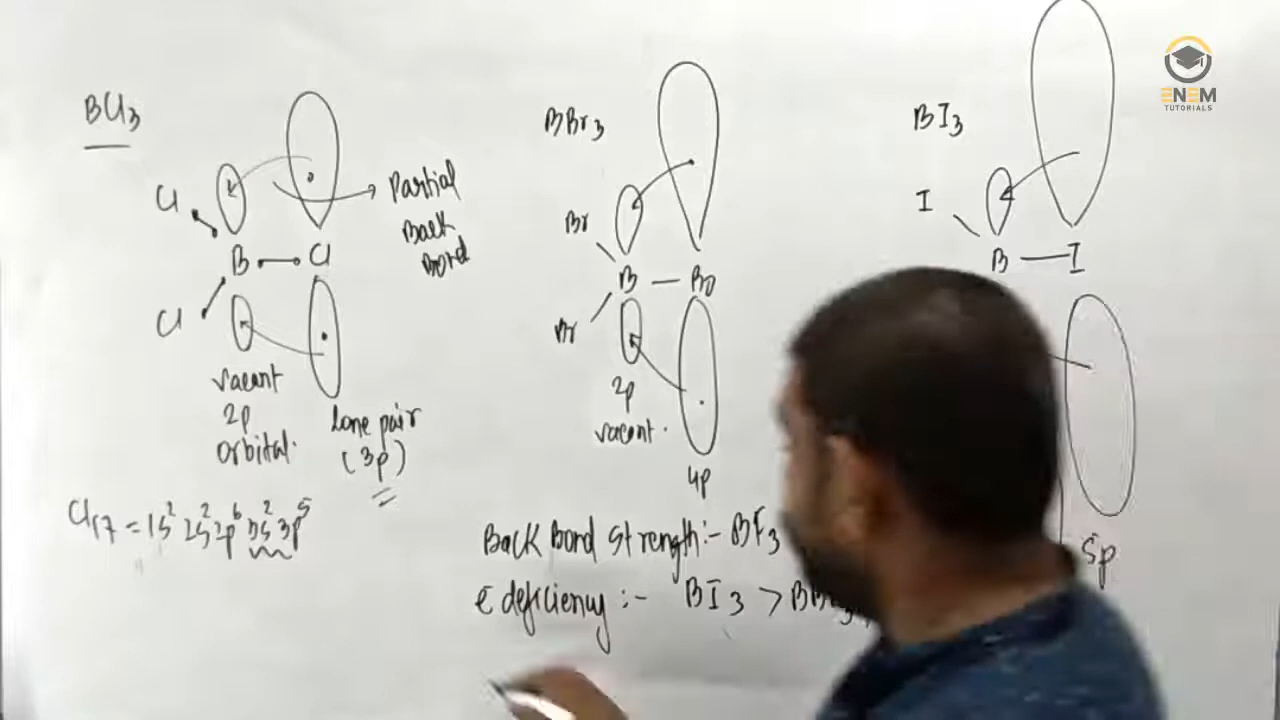 BCl3
Cl
Cl
B
Cl
Partial
Back
Bond
vacant
2p
orbital.
lone pair
(3p)
Cl17 = 1s² 2s² 2p⁶ 3s² 3p⁵
BBr3
Br
Br
B
Br
2p
vacant.
4p
BI3
I
B
I
5p
Back Bond Strength:- BF3
e̅ deficiency :- BI3 >
ENEM
TUTORIALS